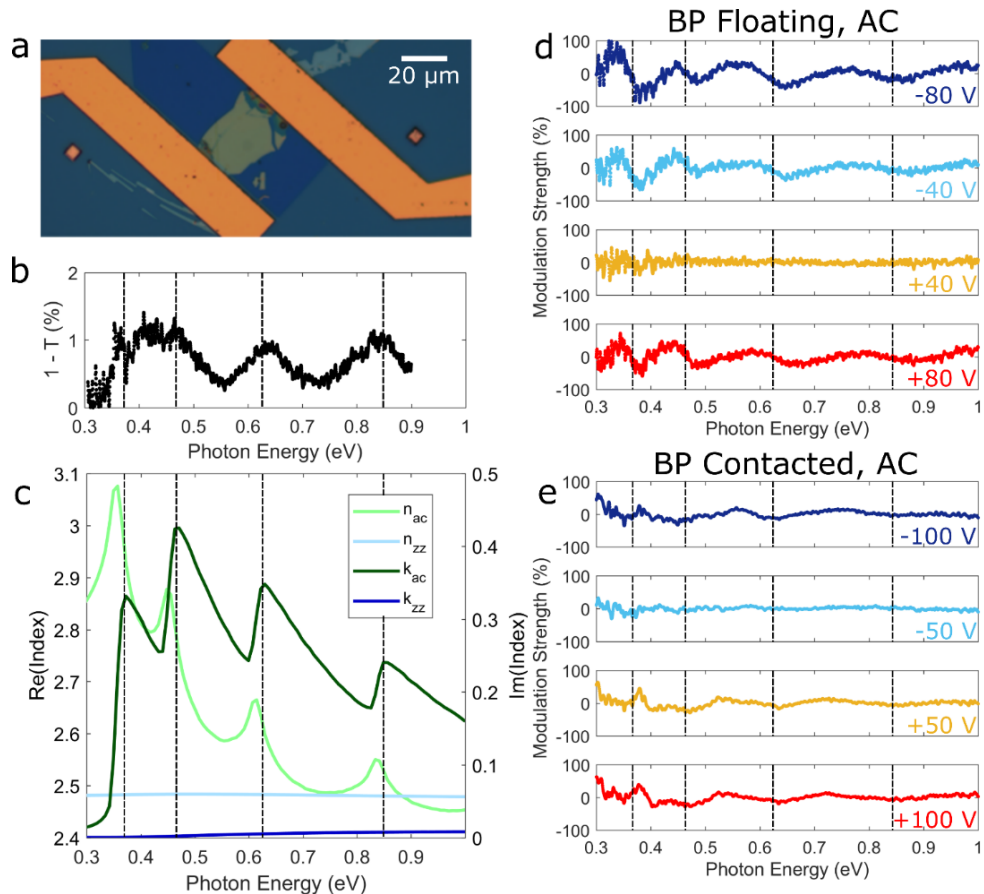 a
20 μm
b
1 - T (%)
2
1
0
0.3 0.4 0.5 0.6 0.7 0.8 0.9 1
Photon Energy (eV)
c
Re(Index)
3.1
3
2.9
2.8
2.7
2.6
2.5
2.4
n_ac
n_zz
k_ac
k_zz
0.5
0.4
0.3
0.2
0.1
0
Im(Index)
0.3 0.4 0.5 0.6 0.7 0.8 0.9 1
Photon Energy (eV)
d
BP Floating, AC
Modulation Strength (%)
100
0
-100
-80 V
100
0
-100
-40 V
100
0
-100
+40 V
100
0
-100
+80 V
0.3 0.4 0.5 0.6 0.7 0.8 0.9 1
Photon Energy (eV)
BP Contacted, AC
e
Modulation Strength (%)
100
0
-100
-100 V
100
0
-100
-50 V
100
0
-100
+50 V
100
0
-100
+100 V
0.3 0.4 0.5 0.6 0.7 0.8 0.9 1
Photon Energy (eV)